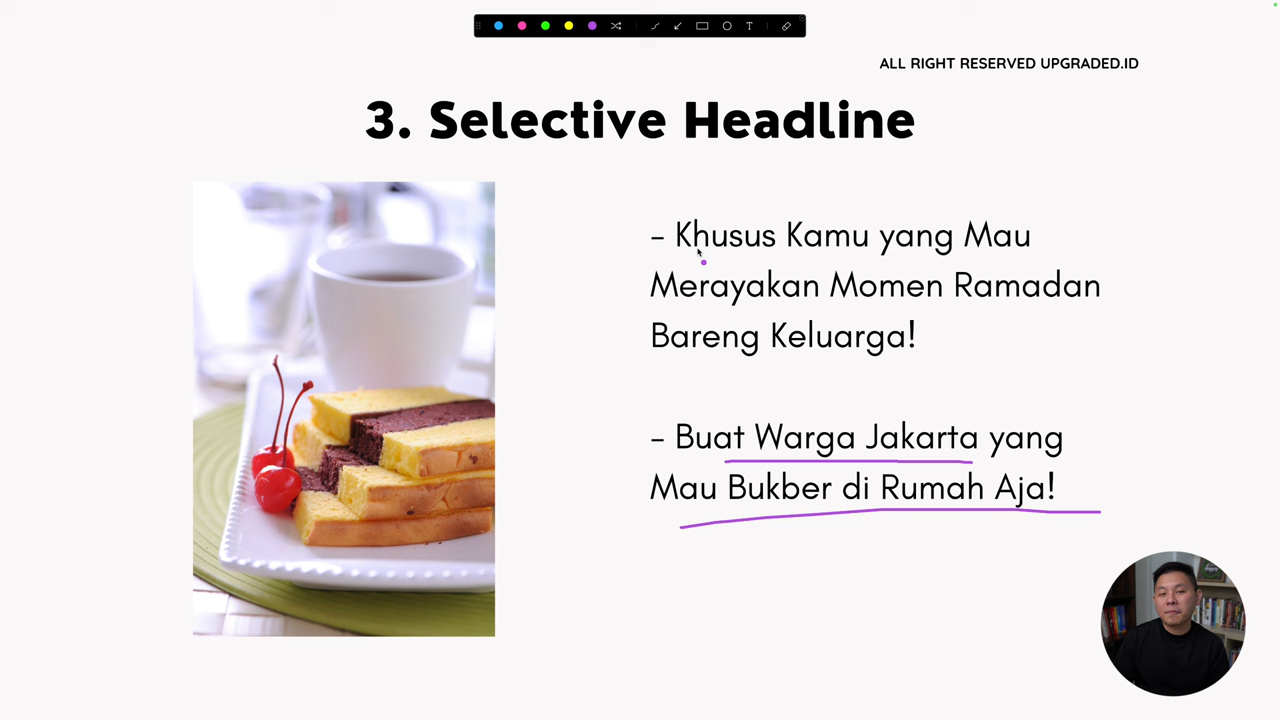 ALL RIGHT RESERVED UPGRADED.ID
3. Selective Headline
- Khusus Kamu yang Mau
Merayakan Momen Ramadan
Bareng Keluarga!
- Buat Warga Jakarta yang
Mau Bukber di Rumah Aja!